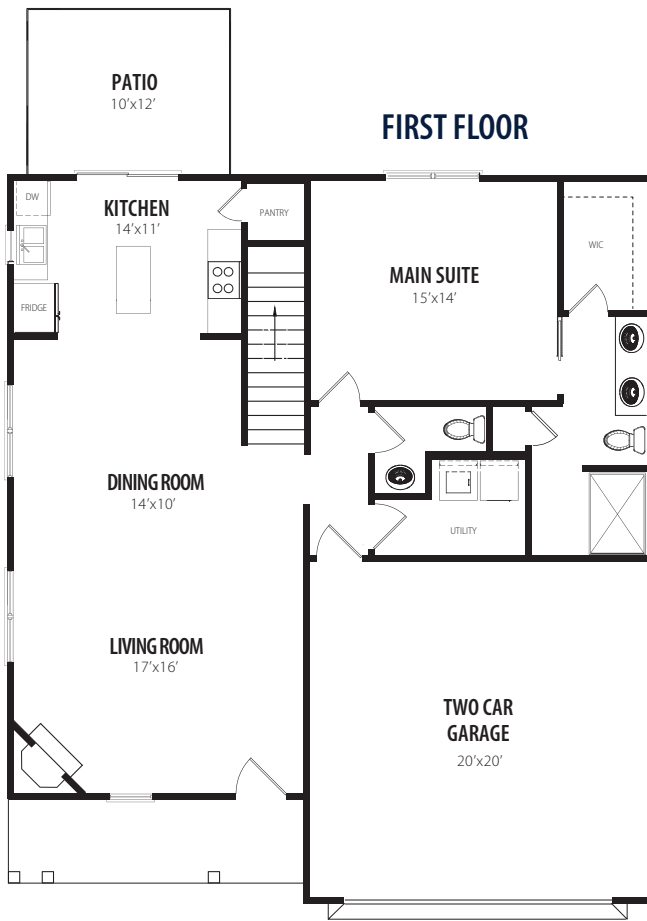 PATIO
10'x12'
FIRST FLOOR
DW
KITCHEN
14'x11'
PANTRY
WIC
MAIN SUITE
15'x14'
FRIDGE
DINING ROOM
14'x10'
UTILITY
LIVING ROOM
17'x16'
TWO CAR
GARAGE
20'x20'